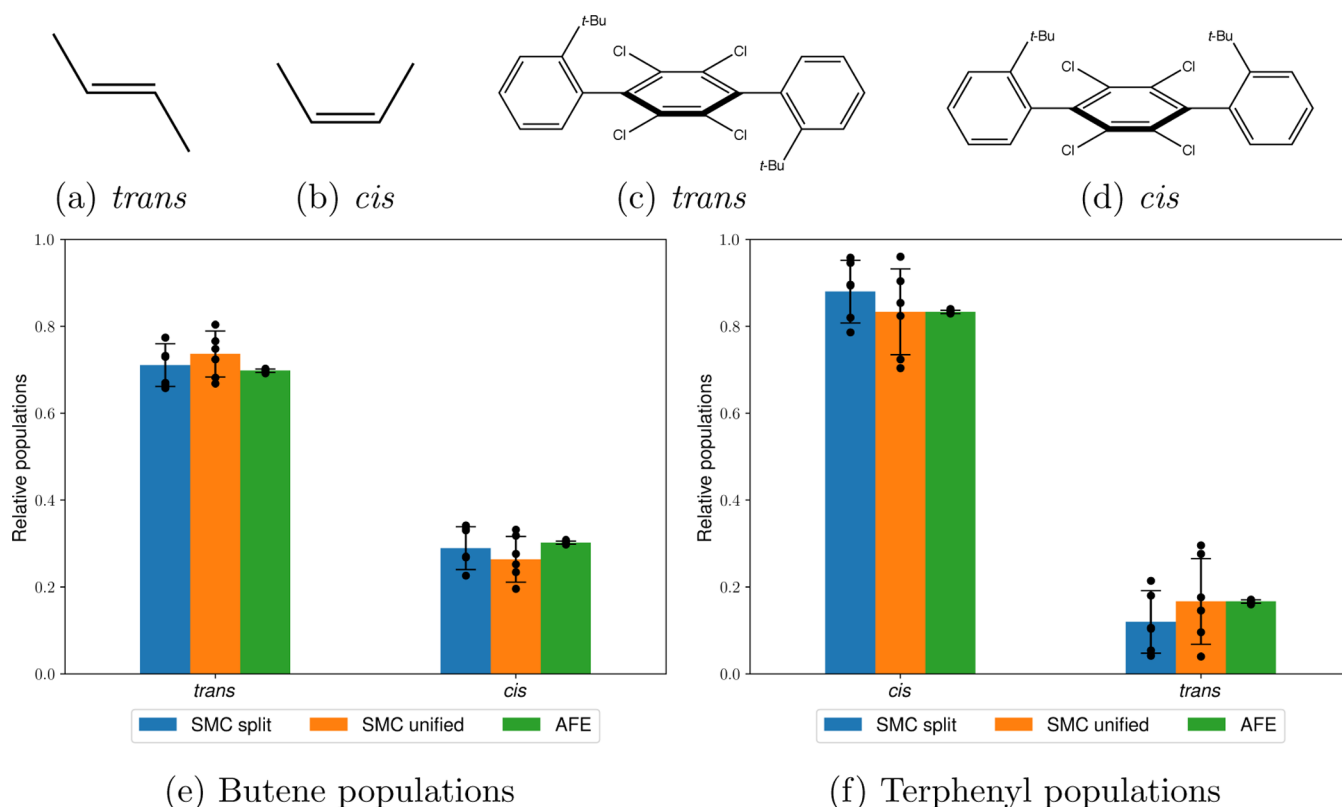 t-Bu
Cl
Cl
Cl
Cl
t-Bu
t-Bu
t-Bu
Cl
Cl
Cl
Cl
(a) trans
(b) cis
(c) trans
(d) cis
1.0
0.8
0.6
0.4
0.2
0.0
Relative populations
trans
cis
SMC split
SMC unified
AFE
(e) Butene populations
1.0
0.8
0.6
0.4
0.2
0.0
Relative populations
cis
trans
SMC split
SMC unified
AFE
(f) Terphenyl populations